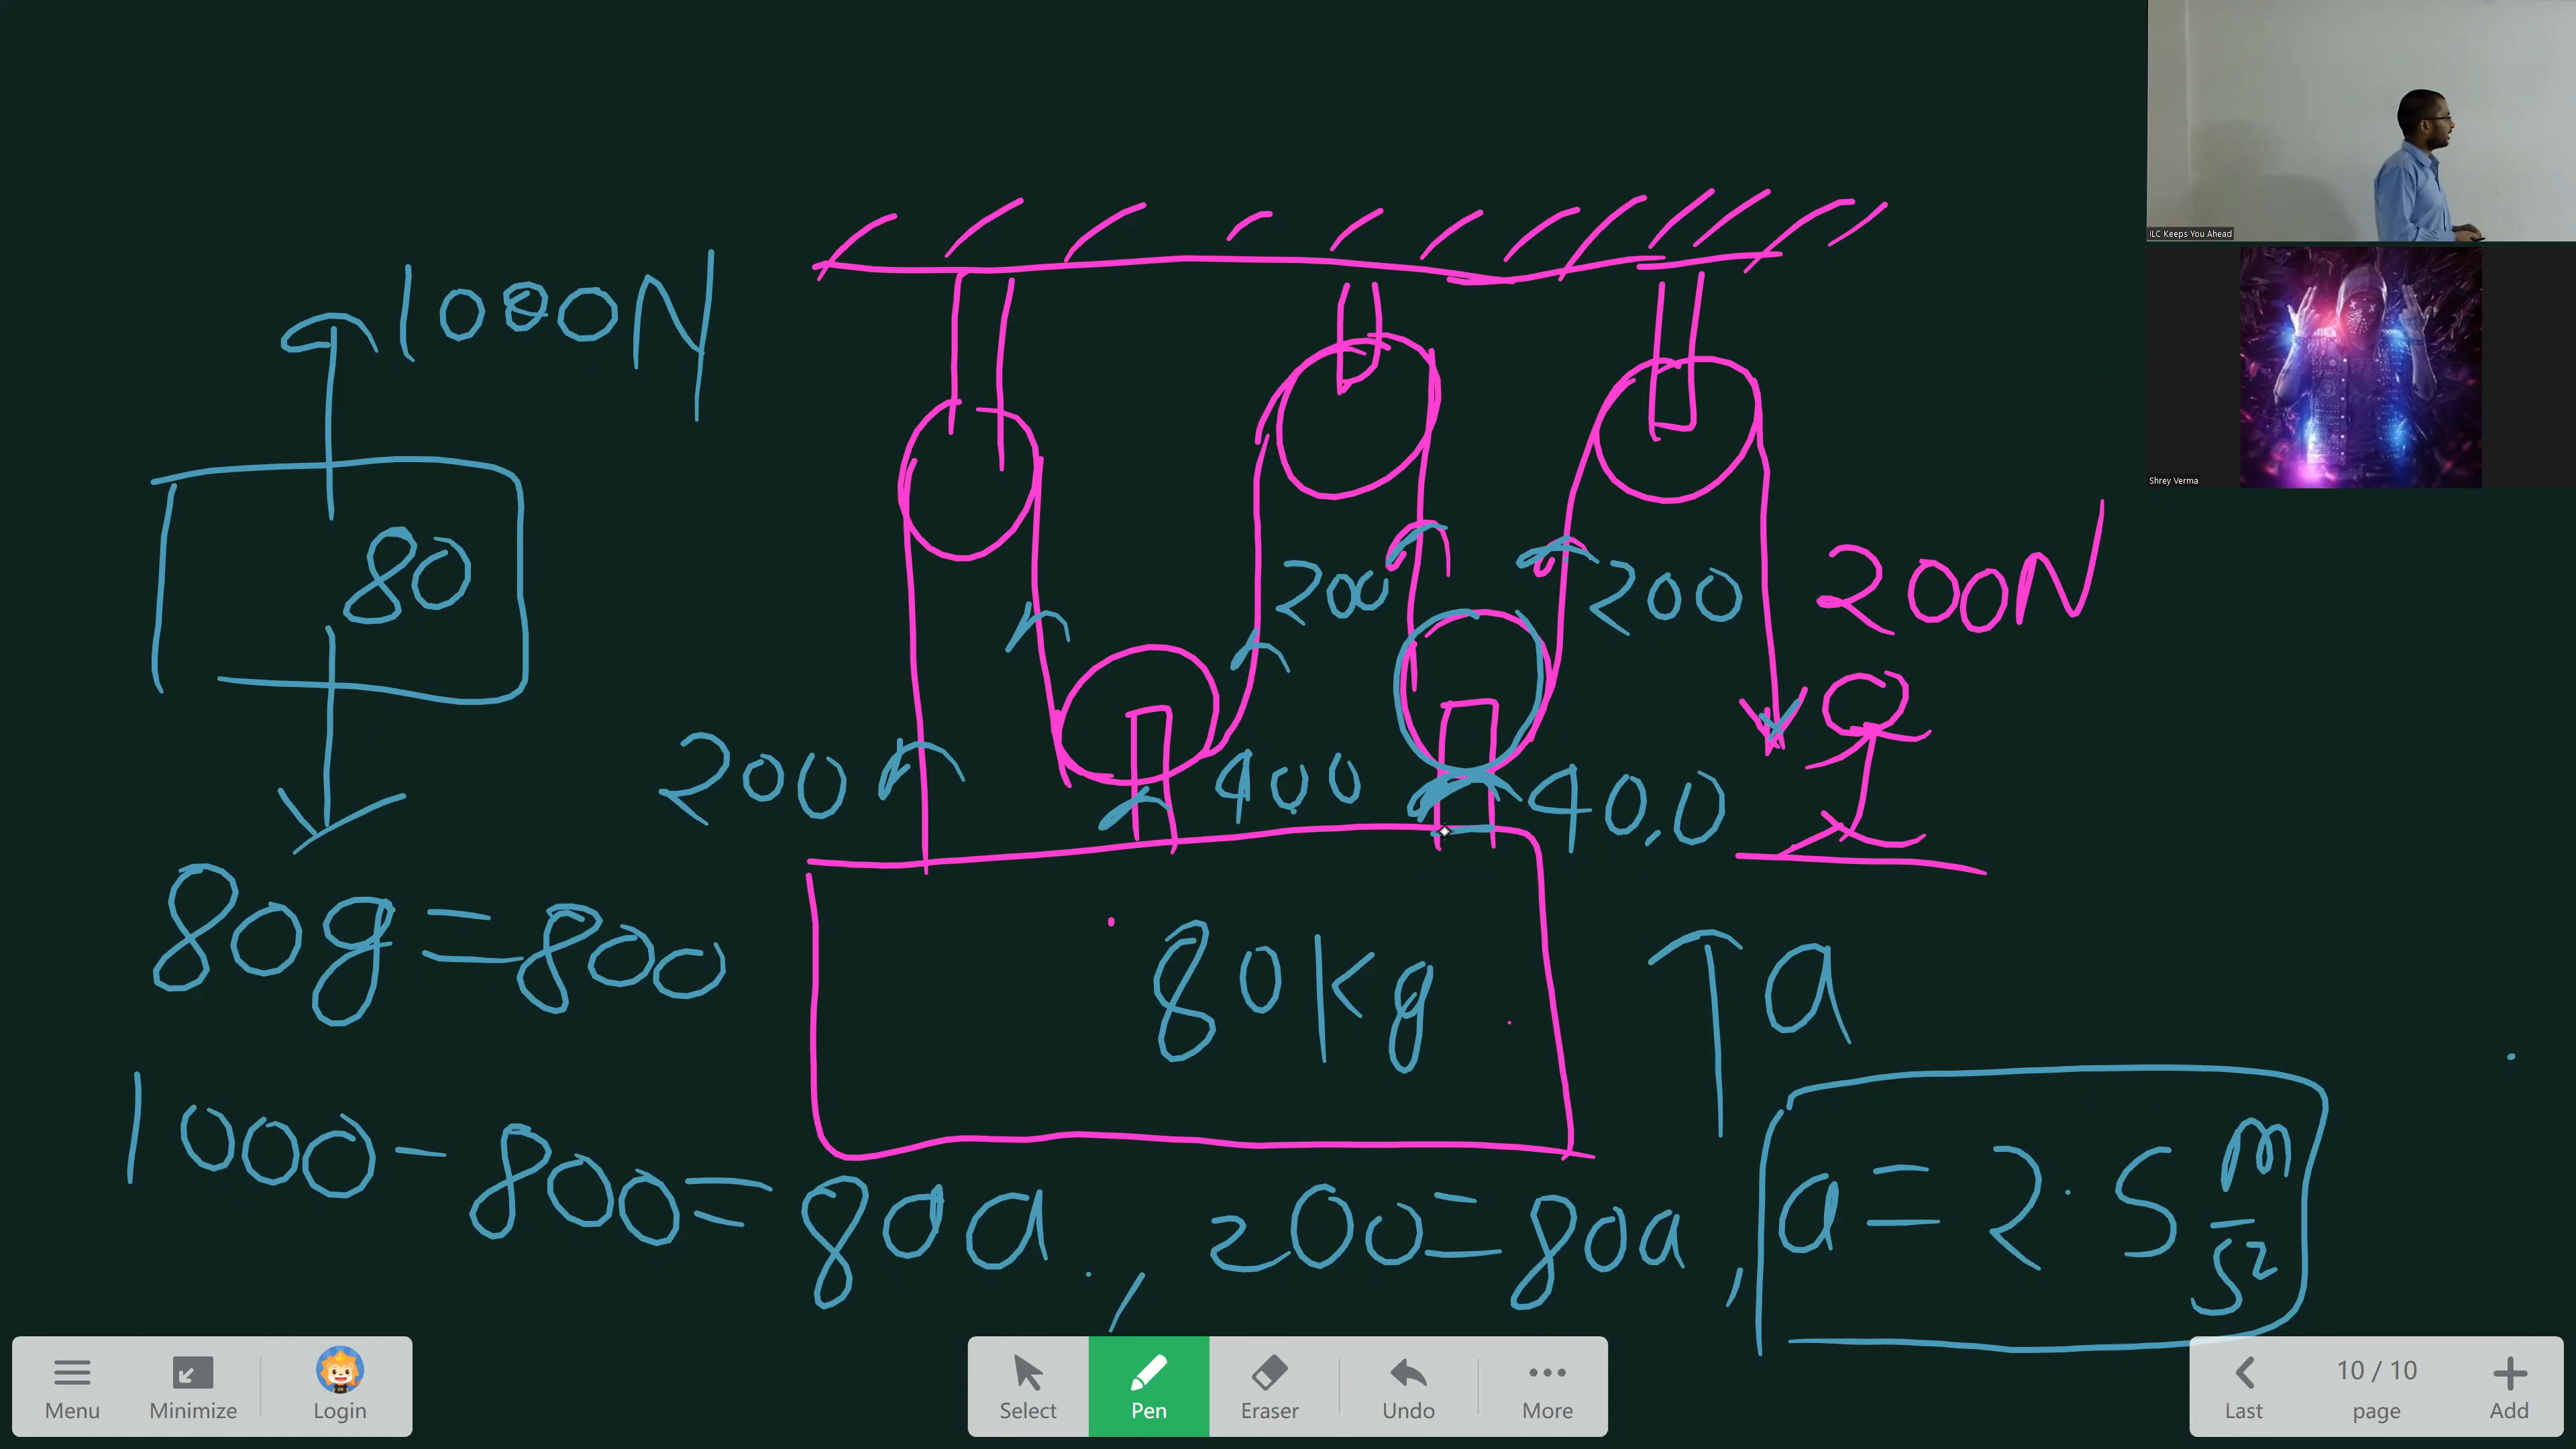 1000N
80
200
200
200N
200
400
400
80g=800
80kg
a
1000-800=80a., 200=80a, a=2.5 m/s²
ILC Keeps You Ahead
Shrey Verma
Menu
Minimize
Login
Select
Pen
Eraser
Undo
More
Last
10 / 10
page
Add